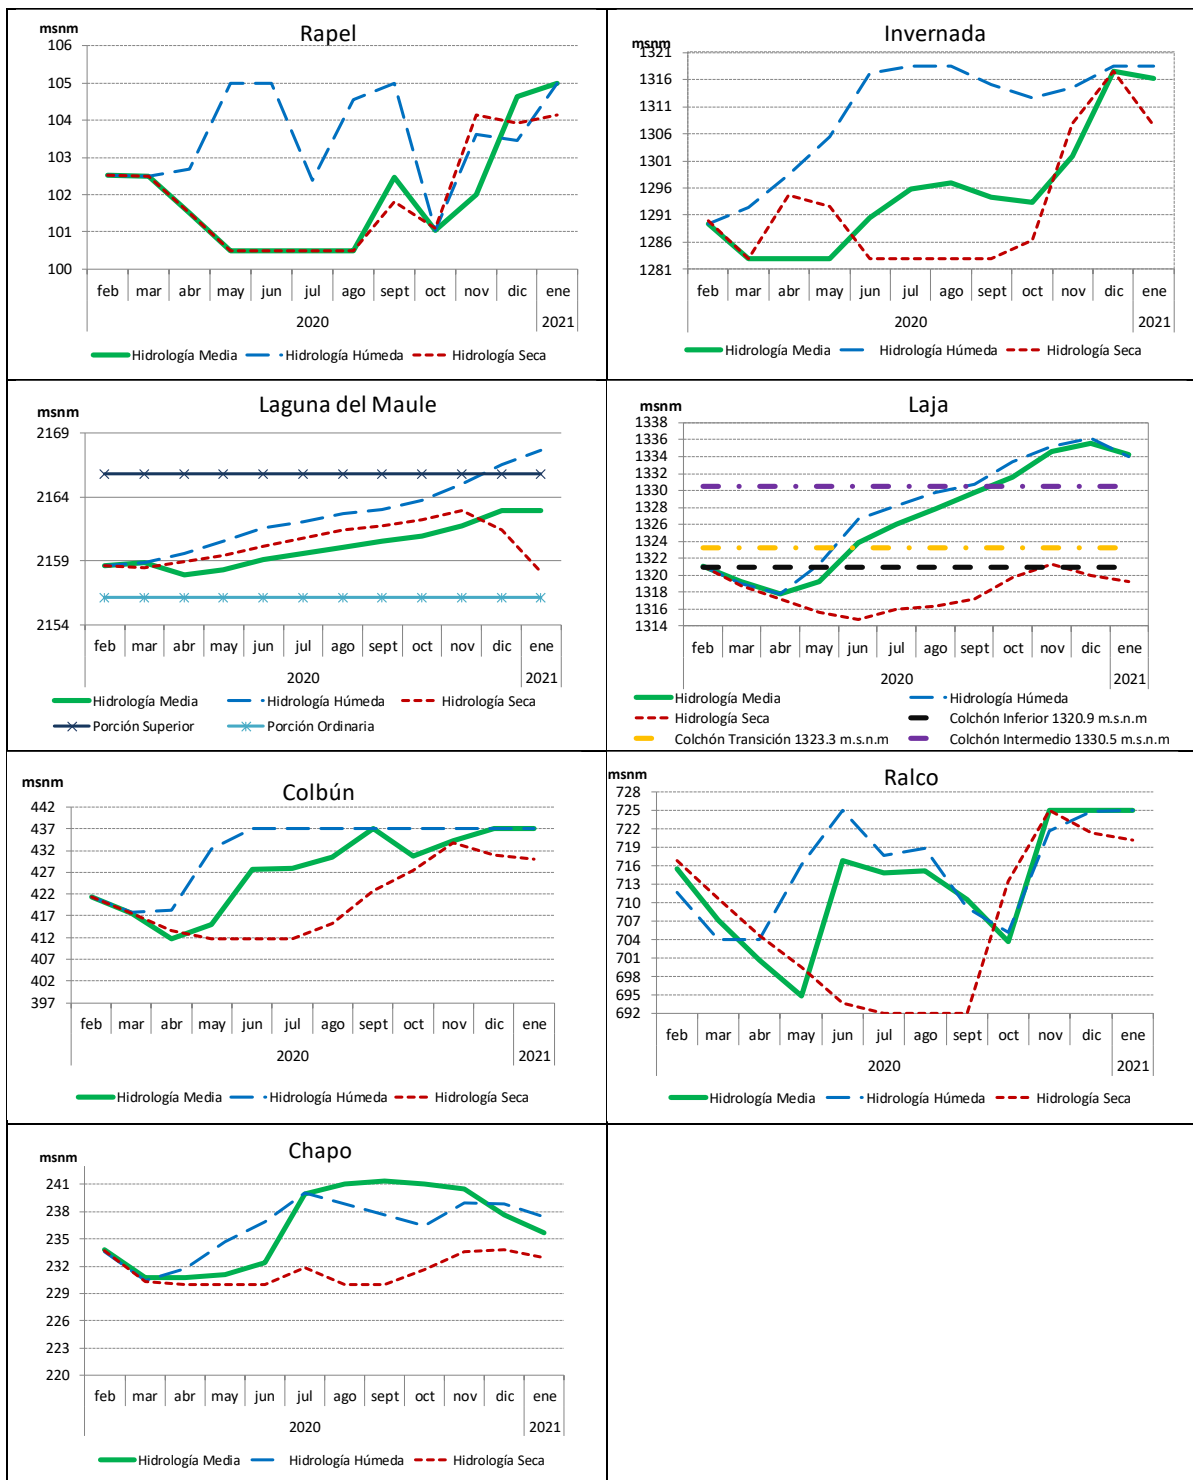 Rapel
msnm
106
105
104
103
102
101
100
feb mar abr may jun jul ago sept oct nov dic ene
2020 2021
Hidrología Media Hidrología Húmeda Hidrología Seca
Invernada
msnm
1321
1316
1311
1306
1301
1296
1291
1286
1281
feb mar abr may jun jul ago sept oct nov dic ene
2020 2021
Hidrología Media Hidrología Húmeda Hidrología Seca
Laguna del Maule
msnm
2169
2164
2159
2154
feb mar abr may jun jul ago sept oct nov dic ene
2020 2021
Hidrología Media Hidrología Húmeda Hidrología Seca
Porción Superior Porción Ordinaria
Laja
msnm
1338
1336
1334
1332
1330
1328
1326
1324
1322
1320
1318
1316
1314
feb mar abr may jun jul ago sept oct nov dic ene
2020 2021
Hidrología Media Hidrología Húmeda
Hidrología Seca Colchón Inferior 1320.9 m.s.n.m
Colchón Transición 1323.3 m.s.n.m Colchón Intermedio 1330.5 m.s.n.m
Colbún
msnm
442
437
432
427
422
417
412
407
402
397
feb mar abr may jun jul ago sept oct nov dic ene
2020 2021
Hidrología Media Hidrología Húmeda Hidrología Seca
Ralco
msnm
728
725
722
719
716
713
710
707
704
701
698
695
692
feb mar abr may jun jul ago sept oct nov dic ene
2020 2021
Hidrología Media Hidrología Húmeda Hidrología Seca
Chapo
msnm
241
238
235
232
229
226
223
220
feb mar abr may jun jul ago sept oct nov dic ene
2020 2021
Hidrología Media Hidrología Húmeda Hidrología Seca